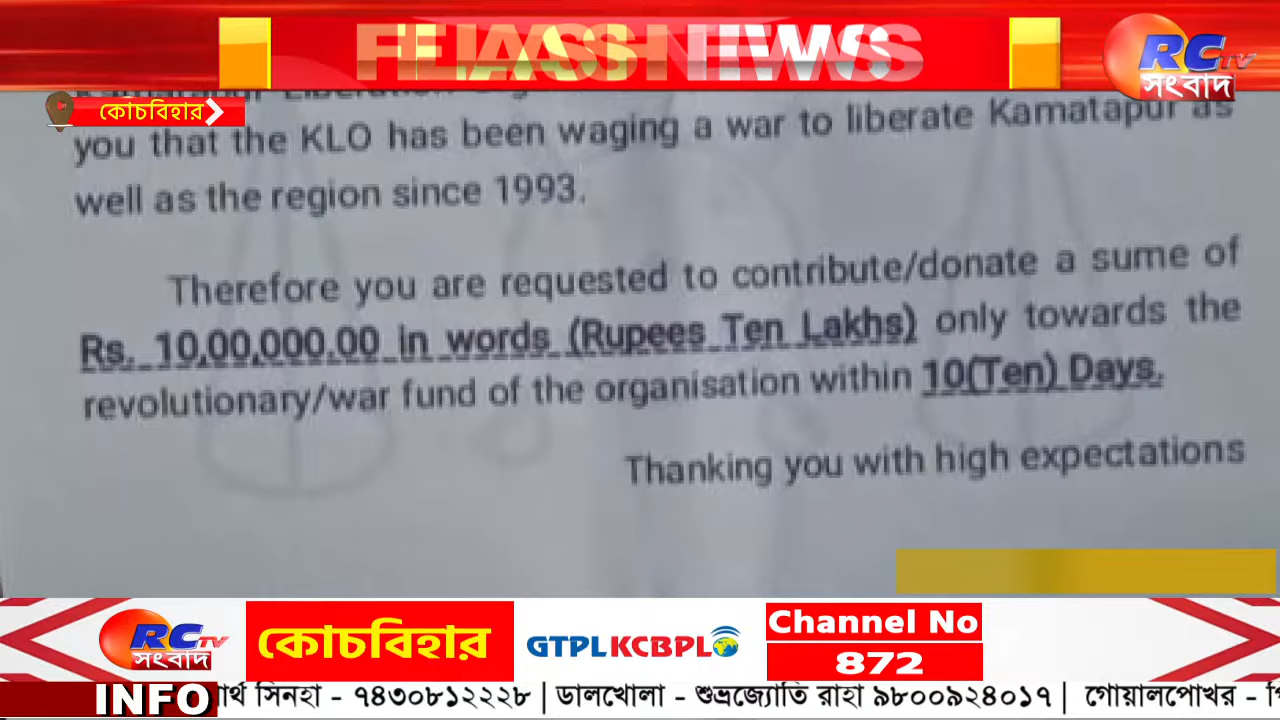 FLASH NEWS
RC TV
সংবাদ
কোচবিহার
you that the KLO has been waging a war to liberate Kamatapur as
well as the region since 1993.
Therefore you are requested to contribute/donate a sume of
Rs. 10,00,000.00 in words (Rupees Ten Lakhs) only towards the
revolutionary/war fund of the organisation within 10(Ten) Days.
Thanking you with high expectations
RC TV
সংবাদ
কোচবিহার
GTPL KCBPL
Channel No
872
INFO
র্থ সিনহা - ৭৪৩০৮১২২২৮ | ডালখোলা - শুভ্রজ্যোতি রাহা ৯৮০০৯২৪০১৭ | গোয়ালপোখর -